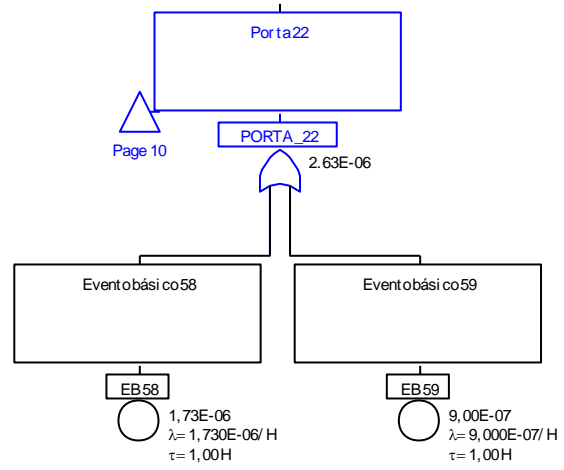 Porta22
PORTA_22
Page 10
2.63E-06
Eventobásico58
Eventobásico59
EB58
EB59
1,73E-06
λ=1,730E-06/H
τ=1,00H
9,00E-07
λ=9,000E-07/H
τ=1,00H